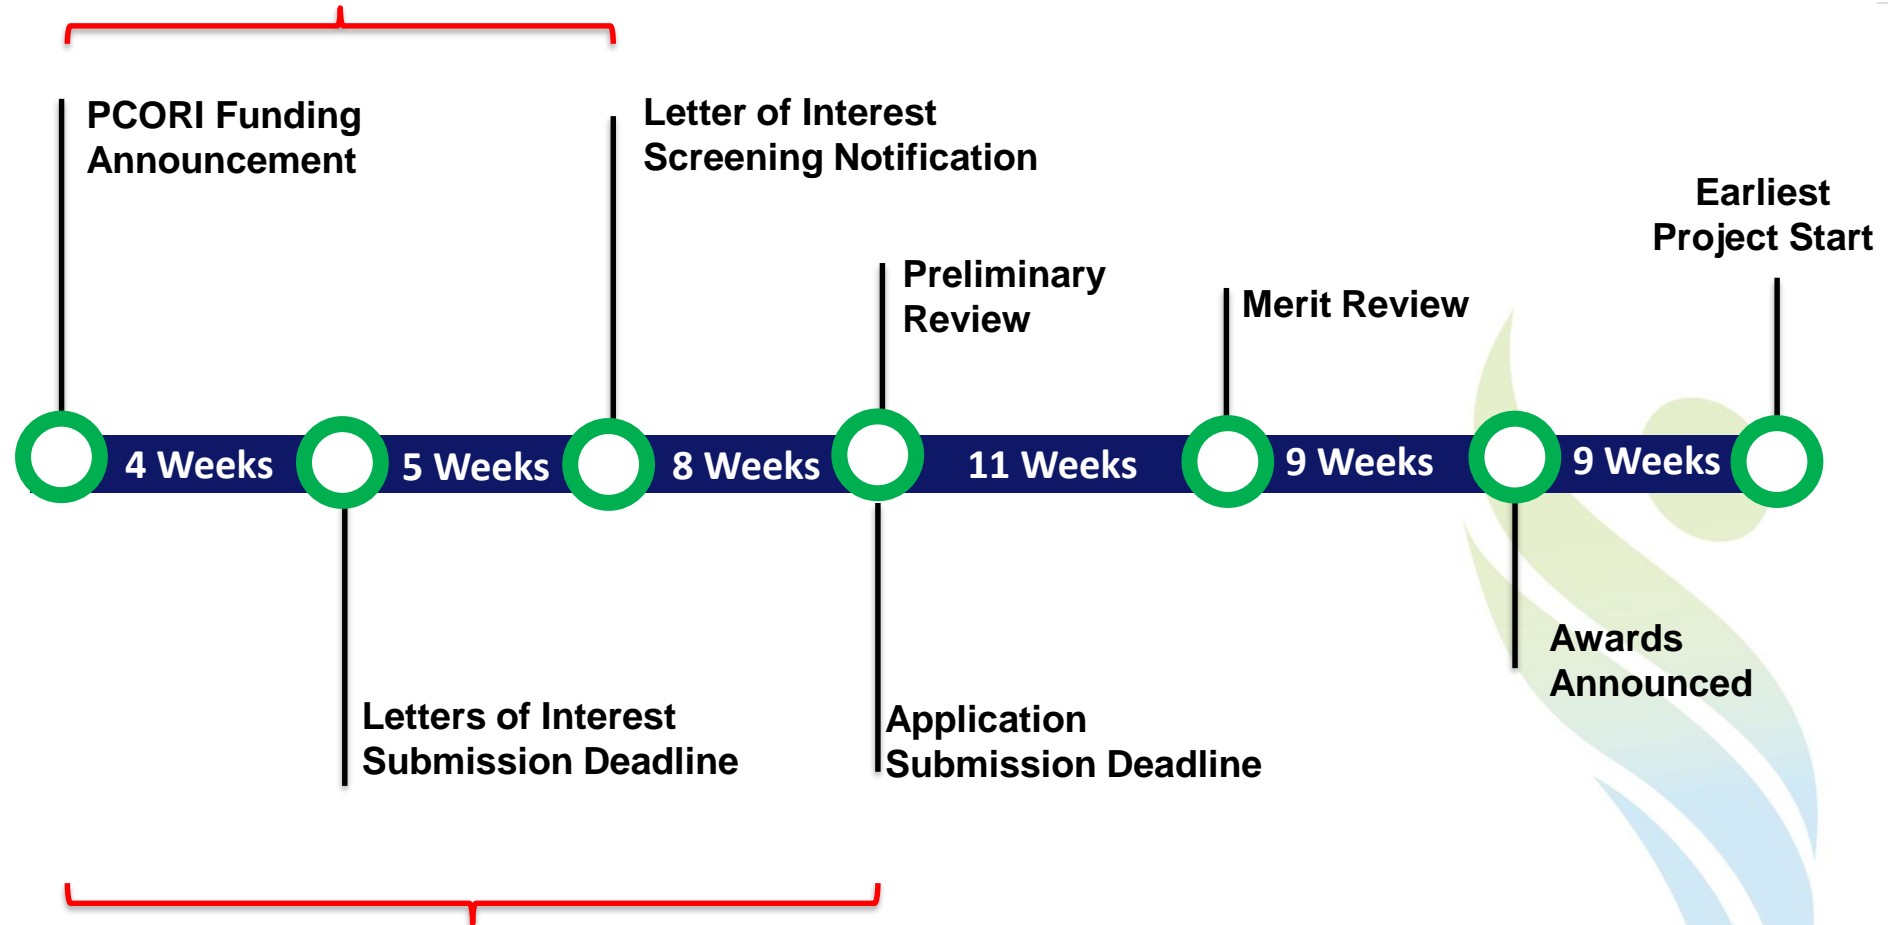 PCORI Funding
Announcement
Letter of Interest
Screening Notification
Earliest
Project Start
Preliminary
Review
Merit Review
4 Weeks
5 Weeks
8 Weeks
11 Weeks
9 Weeks
9 Weeks
Letters of Interest
Submission Deadline
Application
Submission Deadline
Awards
Announced